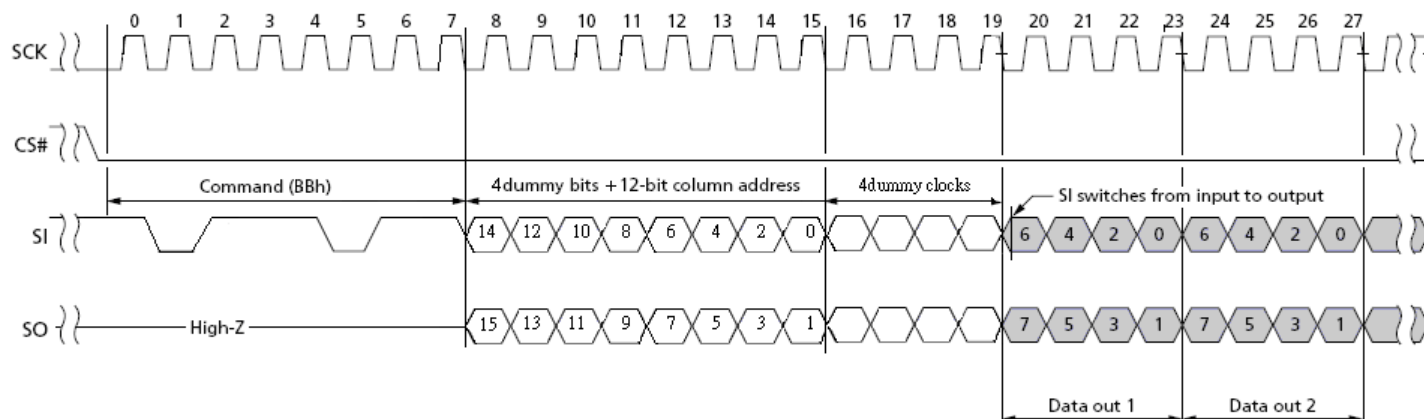 0 1 2 3 4 5 6 7 8 9 10 11 12 13 14 15 16 17 18 19 20 21 22 23 24 25 26 27
SCK
CS#
Command (BBh) 4dummy bits +12-bit column address 4dummy clocks
SI switches from input to output
SI 14 12 10 8 6 4 2 0 6 4 2 0 6 4 2 0
SO High-Z 15 13 11 9 7 5 3 1 7 5 3 1 7 5 3 1
Data out 1 Data out 2